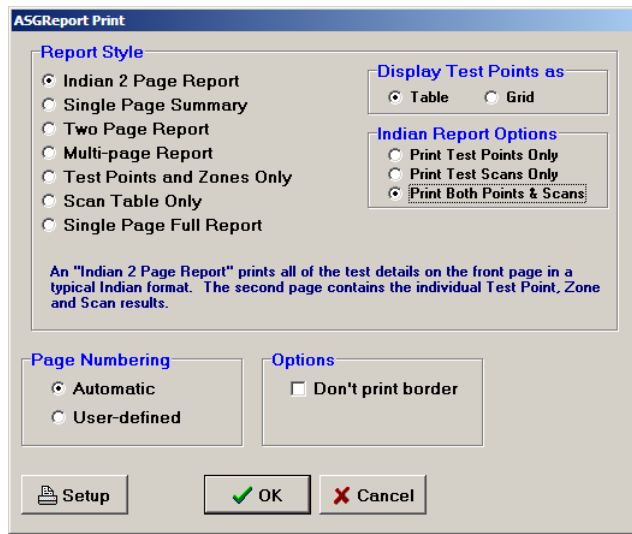 ASGReport Print
Report Style
Indian 2 Page Report
Single Page Summary
Two Page Report
Multi-page Report
Test Points and Zones Only
Scan Table Only
Single Page Full Report
Display Test Points as
Table Grid
Indian Report Options
Print Test Points Only
Print Test Scans Only
Print Both Points & Scans
An "Indian 2 Page Report" prints all of the test details on the front page in a
typical Indian format. The second page contains the individual Test Point, Zone
and Scan results.
Page Numbering
Automatic
User-defined
Options
Don't print border
Setup OK Cancel